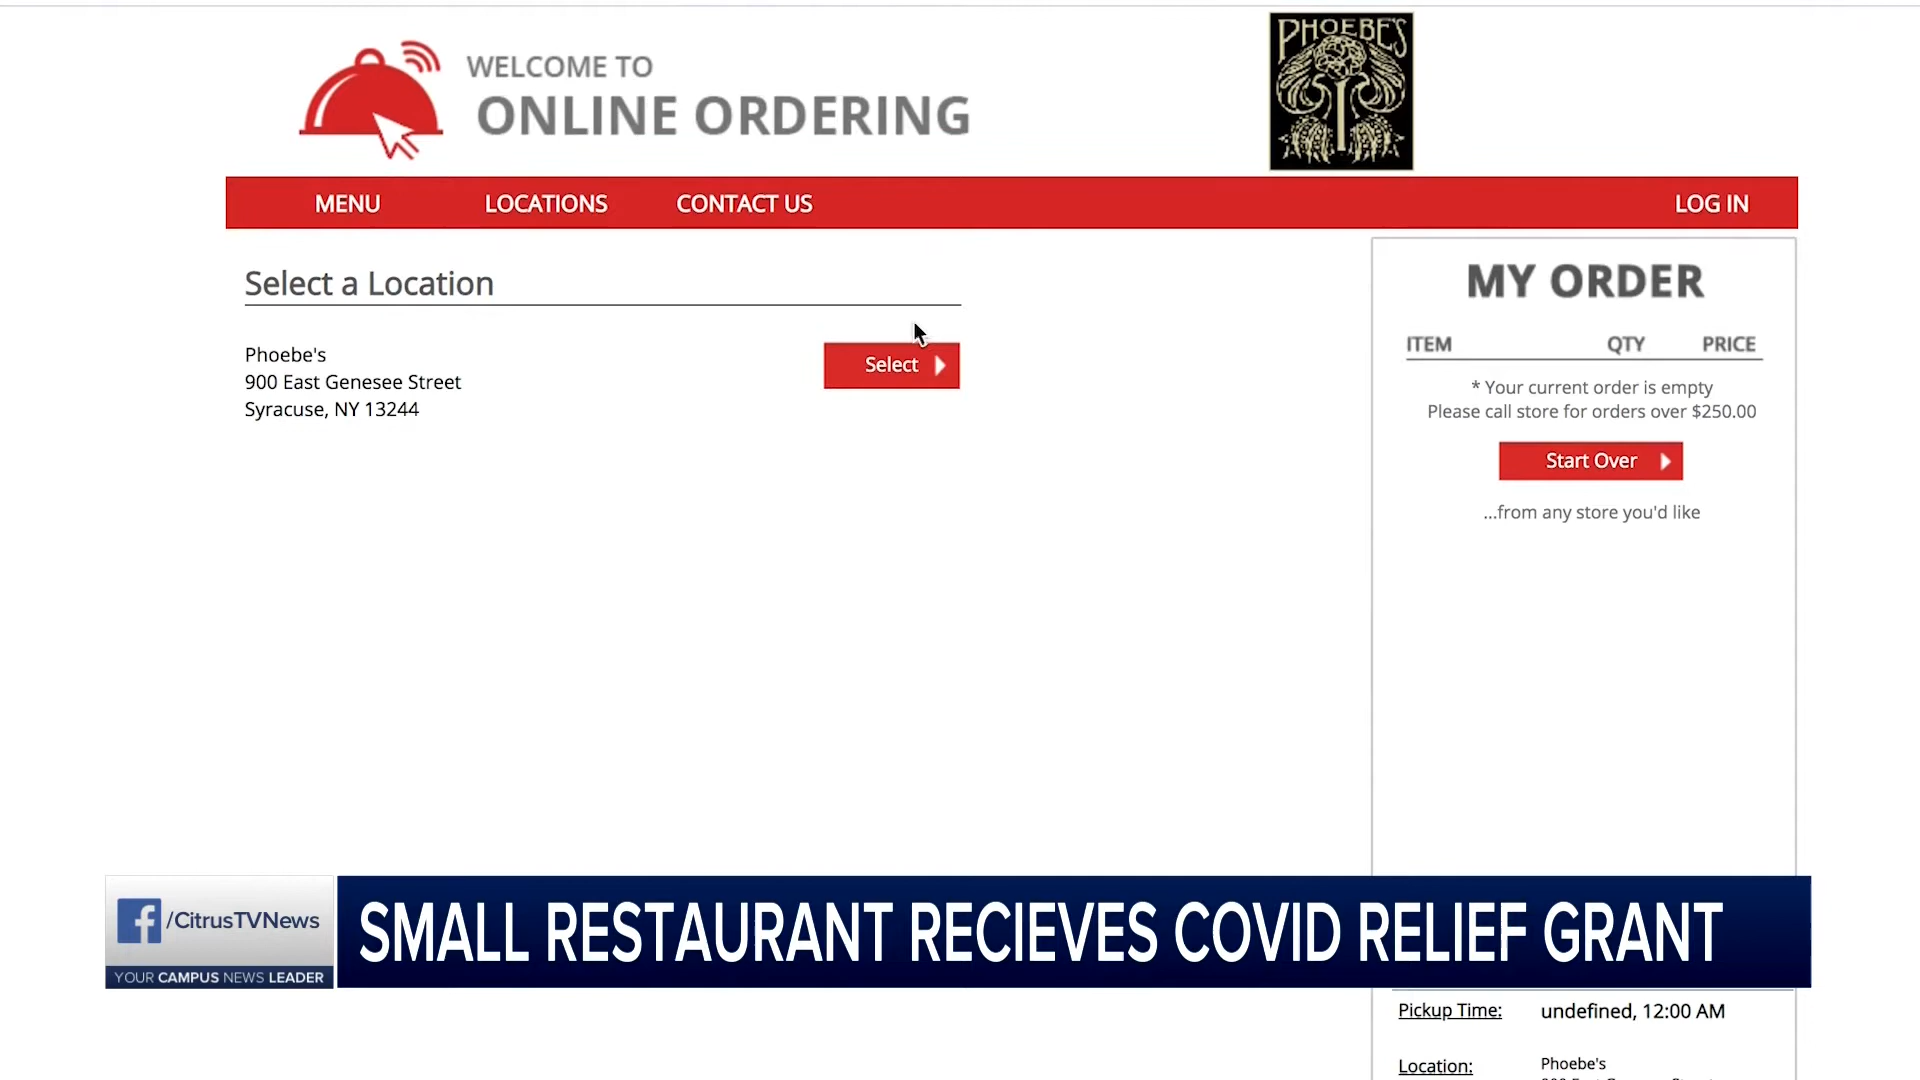 WELCOME TO
ONLINE ORDERING
PHOEBE'S
MENU LOCATIONS CONTACT US LOG IN
Select a Location
Phoebe's
900 East Genesee Street
Syracuse, NY 13244
Select
MY ORDER
ITEM QTY PRICE
* Your current order is empty
Please call store for orders over $250.00
Start Over
...from any store you'd like
/CitrusTVNews
YOUR CAMPUS NEWS LEADER
SMALL RESTAURANT RECIEVES COVID RELIEF GRANT
Pickup Time: undefined, 12:00 AM
Location: Phoebe's